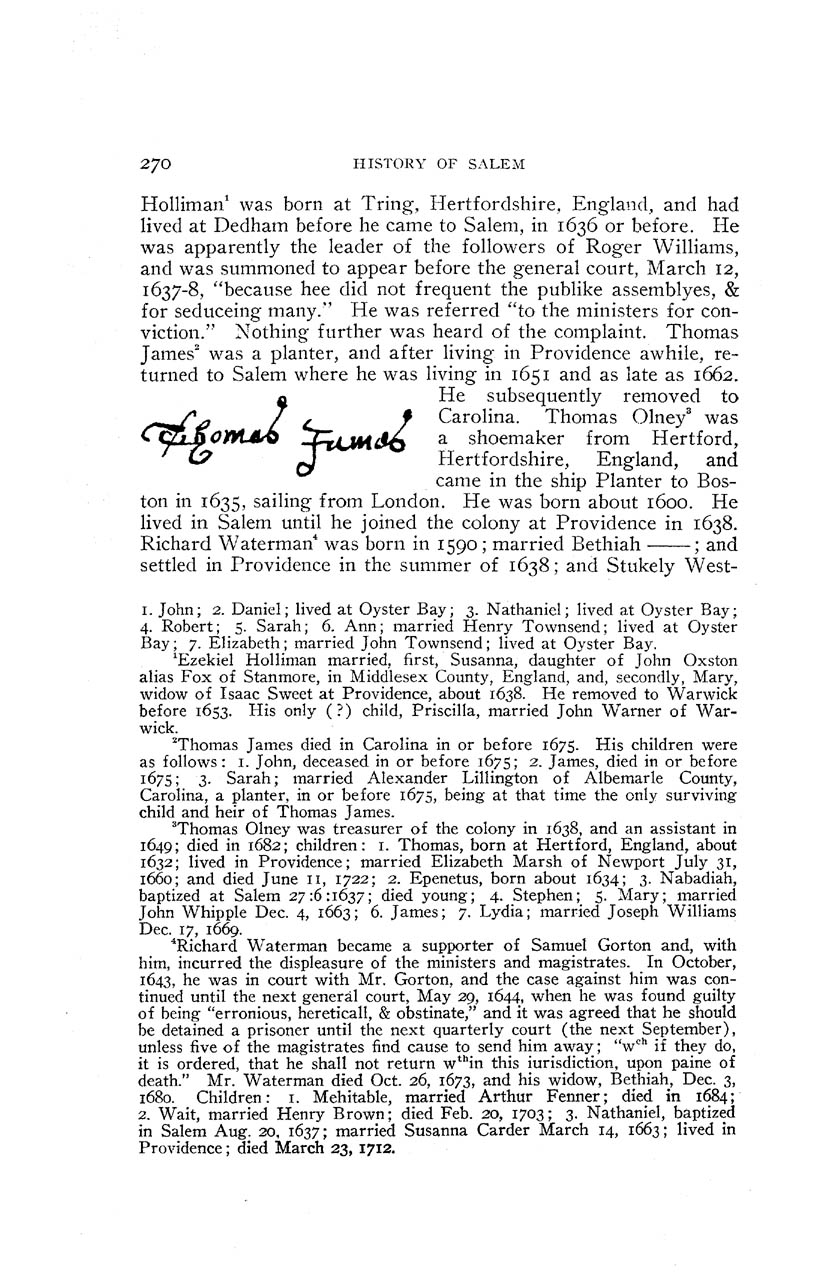 270 HISTORY OF SALEM
Holliman¹ was born at Tring, Hertfordshire, England, and had
lived at Dedham before he came to Salem, in 1636 or before. He
was apparently the leader of the followers of Roger Williams,
and was summoned to appear before the general court, March 12,
1637-8, “because hee did not frequent the publike assemblyes, &
for seduceing many.” He was referred “to the ministers for con-
viction.” Nothing further was heard of the complaint. Thomas
James² was a planter, and after living in Providence awhile, re-
turned to Salem where he was living in 1651 and as late as 1662.
He subsequently removed to
Carolina. Thomas Olney³ was
a shoemaker from Hertford,
Hertfordshire, England, and
came in the ship Planter to Bos-
Thomas James
ton in 1635, sailing from London. He was born about 1600. He
lived in Salem until he joined the colony at Providence in 1638.
Richard Waterman⁴ was born in 1590; married Bethiah ——; and
settled in Providence in the summer of 1638; and Stukely West-
1. John; 2. Daniel; lived at Oyster Bay; 3. Nathaniel; lived at Oyster Bay;
4. Robert; 5. Sarah; 6. Ann; married Henry Townsend; lived at Oyster
Bay; 7. Elizabeth; married John Townsend; lived at Oyster Bay.
¹Ezekiel Holliman married, first, Susanna, daughter of John Oxston
alias Fox of Stanmore, in Middlesex County, England, and, secondly, Mary,
widow of Isaac Sweet at Providence, about 1638. He removed to Warwick
before 1653. His only (?) child, Priscilla, married John Warner of War-
wick.
²Thomas James died in Carolina in or before 1675. His children were
as follows: 1. John, deceased in or before 1675; 2. James, died in or before
1675; 3. Sarah; married Alexander Lillington of Albemarle County,
Carolina, a planter, in or before 1675, being at that time the only surviving
child and heir of Thomas James.
³Thomas Olney was treasurer of the colony in 1638, and an assistant in
1649; died in 1682; children: 1. Thomas, born at Hertford, England, about
1632; lived in Providence; married Elizabeth Marsh of Newport July 31,
1660; and died June 11, 1722; 2. Epenetus, born about 1634; 3. Nabadiah,
baptized at Salem 27:6:1637; died young; 4. Stephen; 5. Mary; married
John Whipple Dec. 4, 1663; 6. James; 7. Lydia; married Joseph Williams
Dec. 17, 1669.
⁴Richard Waterman became a supporter of Samuel Gorton and, with
him, incurred the displeasure of the ministers and magistrates. In October,
1643, he was in court with Mr. Gorton, and the case against him was con-
tinued until the next general court, May 29, 1644, when he was found guilty
of being “erronious, hereticall, & obstinate,” and it was agreed that he should
be detained a prisoner until the next quarterly court (the next September),
unless five of the magistrates find cause to send him away; “wᶜʰ if they do,
it is ordered, that he shall not return wᵗʰin this iurisdiction, upon paine of
death.” Mr. Waterman died Oct. 26, 1673, and his widow, Bethiah, Dec. 3,
1680. Children: 1. Mehitable, married Arthur Fenner; died in 1684;
2. Wait, married Henry Brown; died Feb. 20, 1703; 3. Nathaniel, baptized
in Salem Aug. 20, 1637; married Susanna Carder March 14, 1663; lived in
Providence; died March 23, 1712.